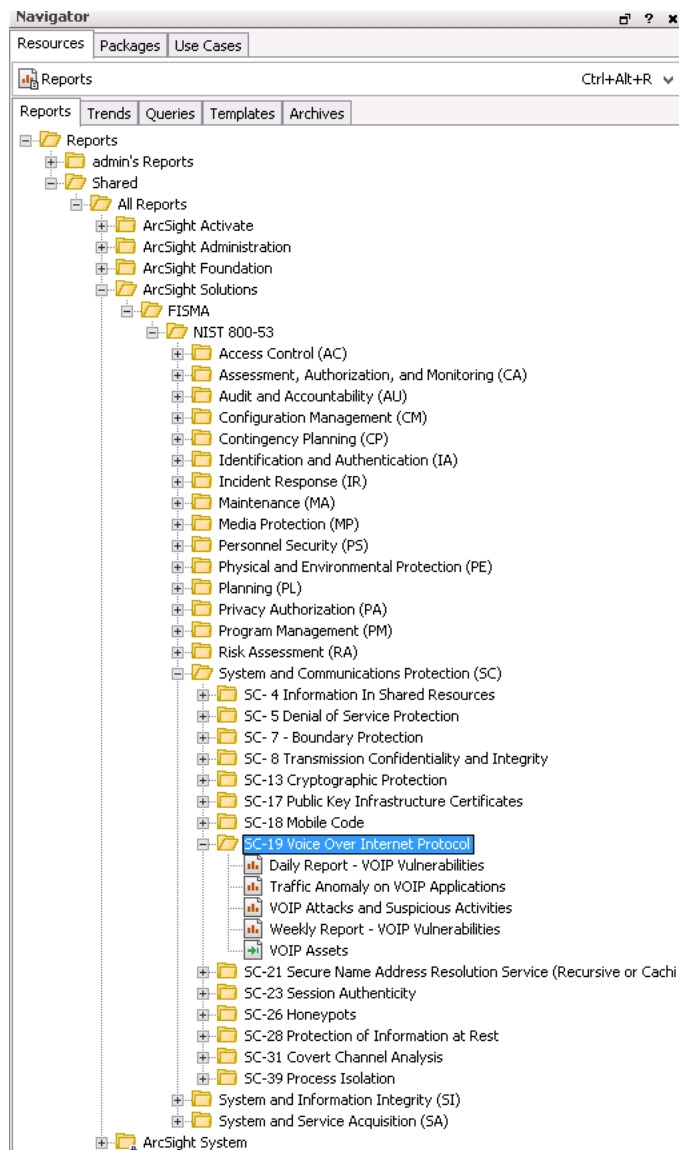 Navigator
Resources Packages Use Cases
Reports Ctrl+Alt+R
Reports Trends Queries Templates Archives
Reports
admin's Reports
Shared
All Reports
ArcSight Activate
ArcSight Administration
ArcSight Foundation
ArcSight Solutions
FISMA
NIST 800-53
Access Control (AC)
Assessment, Authorization, and Monitoring (CA)
Audit and Accountability (AU)
Configuration Management (CM)
Contingency Planning (CP)
Identification and Authentication (IA)
Incident Response (IR)
Maintenance (MA)
Media Protection (MP)
Personnel Security (PS)
Physical and Environmental Protection (PE)
Planning (PL)
Privacy Authorization (PA)
Program Management (PM)
Risk Assessment (RA)
System and Communications Protection (SC)
SC- 4 Information In Shared Resources
SC- 5 Denial of Service Protection
SC- 7 - Boundary Protection
SC- 8 Transmission Confidentiality and Integrity
SC-13 Cryptographic Protection
SC-17 Public Key Infrastructure Certificates
SC-18 Mobile Code
SC-19 Voice Over Internet Protocol
Daily Report - VOIP Vulnerabilities
Traffic Anomaly on VOIP Applications
VOIP Attacks and Suspicious Activities
Weekly Report - VOIP Vulnerabilities
VOIP Assets
SC-21 Secure Name Address Resolution Service (Recursive or Cachi
SC-23 Session Authenticity
SC-26 Honeypots
SC-28 Protection of Information at Rest
SC-31 Covert Channel Analysis
SC-39 Process Isolation
System and Information Integrity (SI)
System and Service Acquisition (SA)
ArcSight System